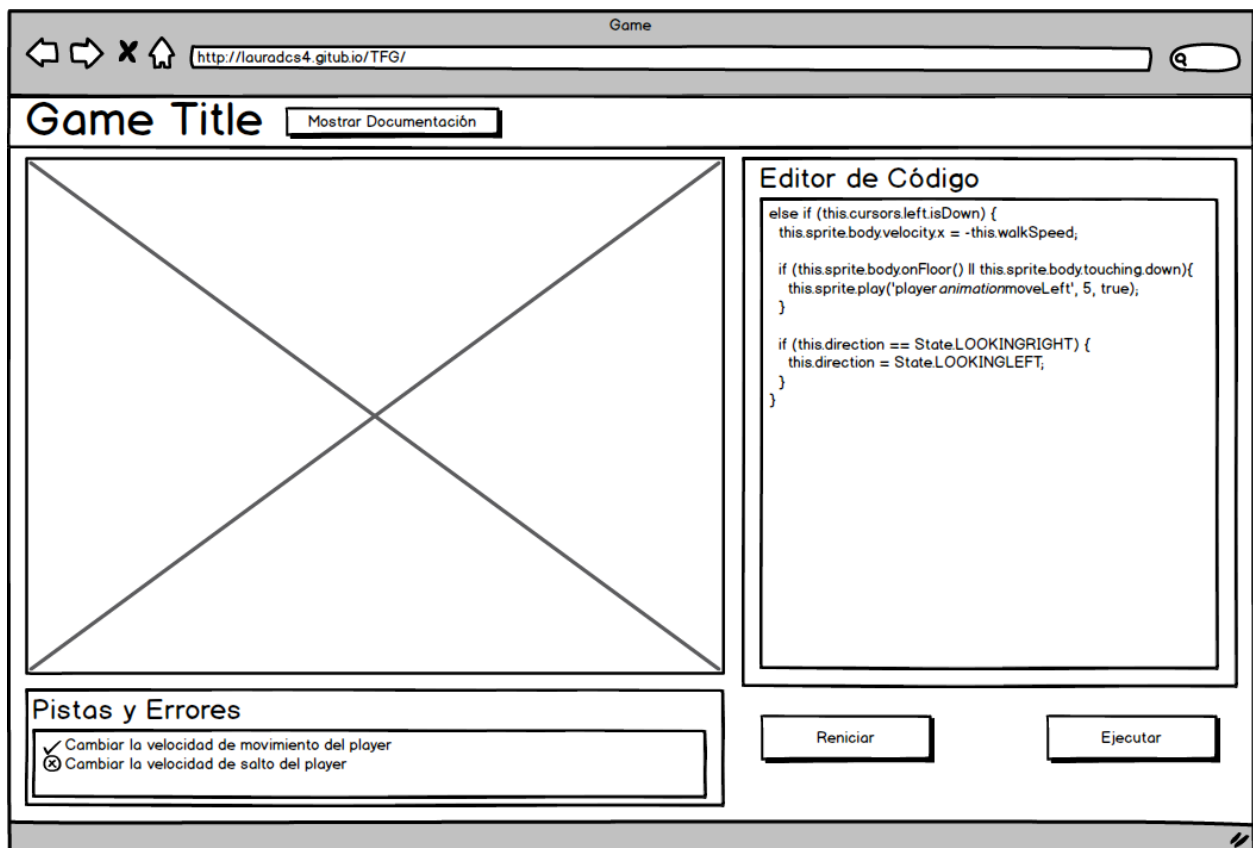 Game
http://lauradcs4.gitub.io/TFG/
Game Title
Mostrar Documentación
Editor de Código
else if (this.cursors.left.isDown) {
this.sprite.body.velocity.x = -this.walkSpeed;
if (this.sprite.body.onFloor() || this.sprite.body.touching.down){
this.sprite.play('player animationmoveLeft', 5, true);
}
if (this.direction == State.LOOKINGRIGHT) {
this.direction = State.LOOKINGLEFT;
}
}
Pistas y Errores
Cambiar la velocidad de movimiento del player
Cambiar la velocidad de salto del player
Reniciar
Ejecutar